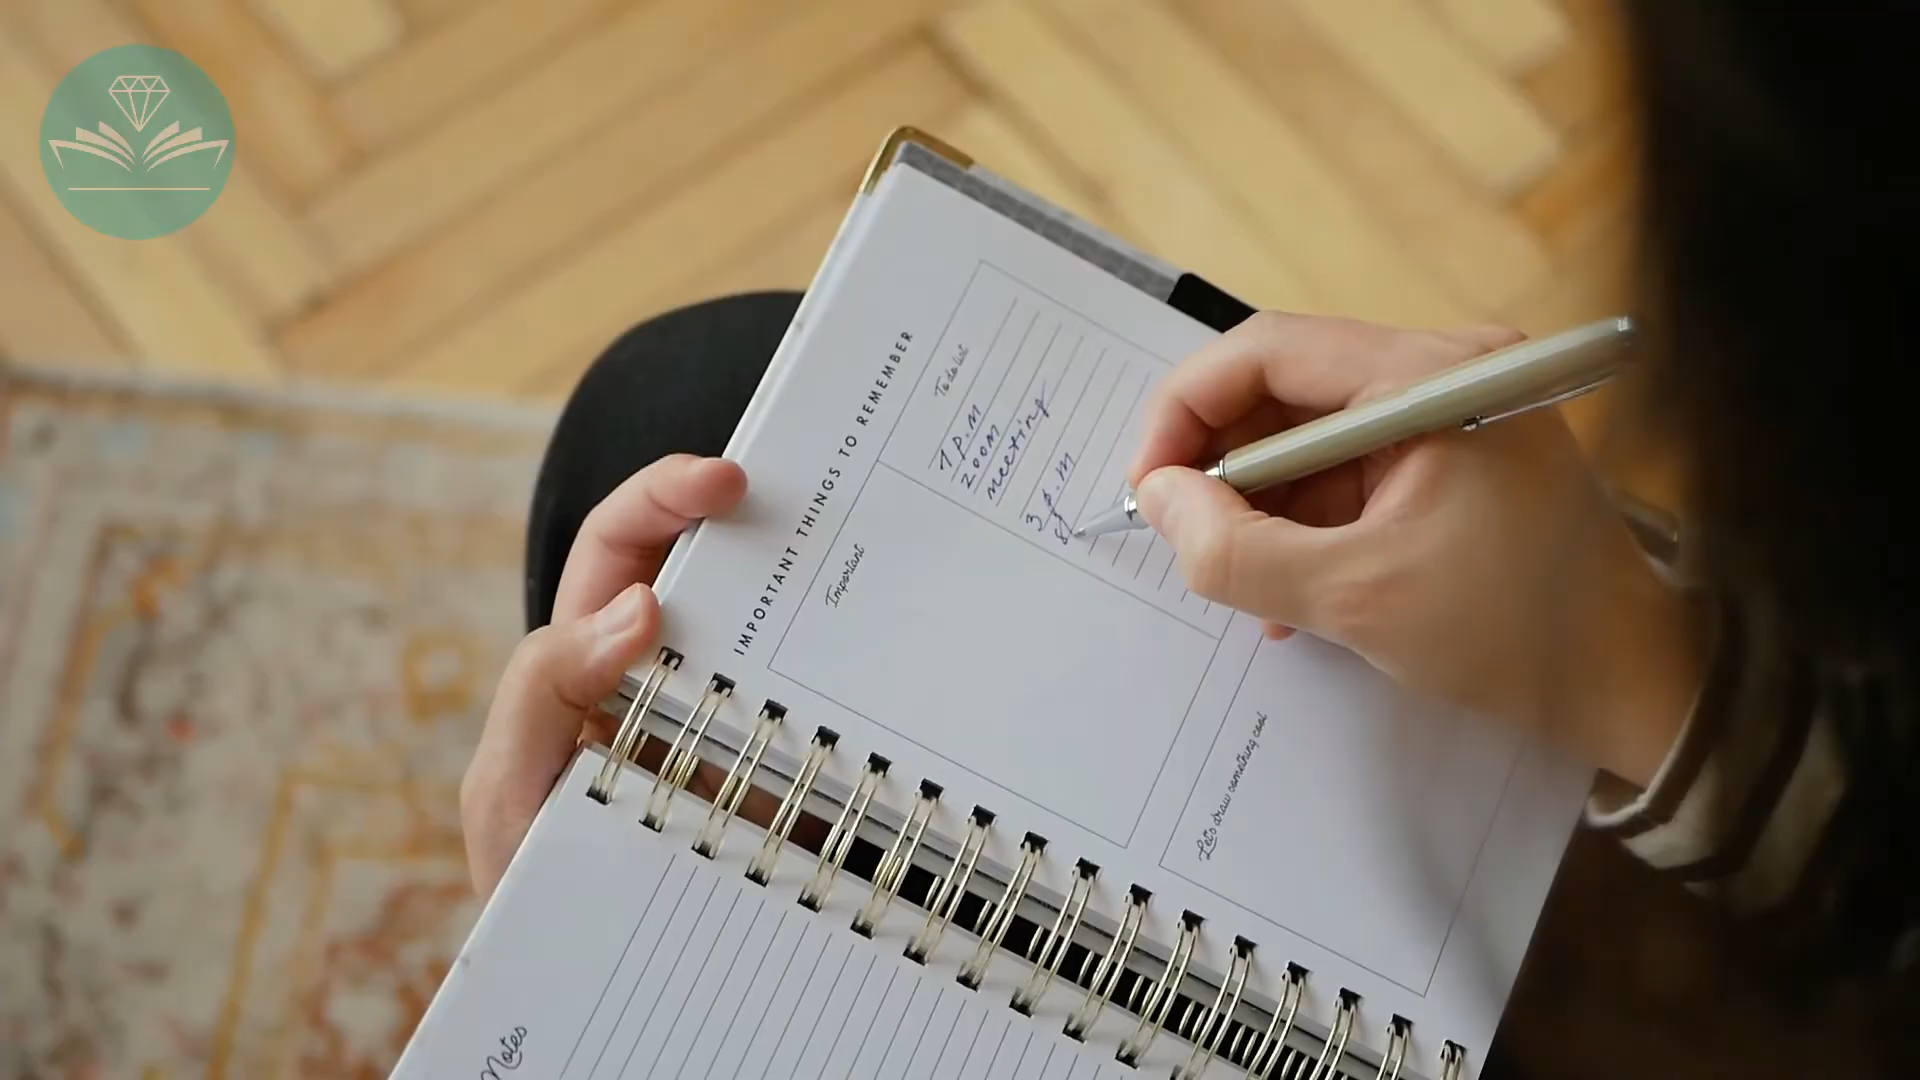 IMPORTANT THINGS TO REMEMBER
To do list
1 p.m
zoom
meeting
3 p.m
Important
Let's draw something cool
Notes